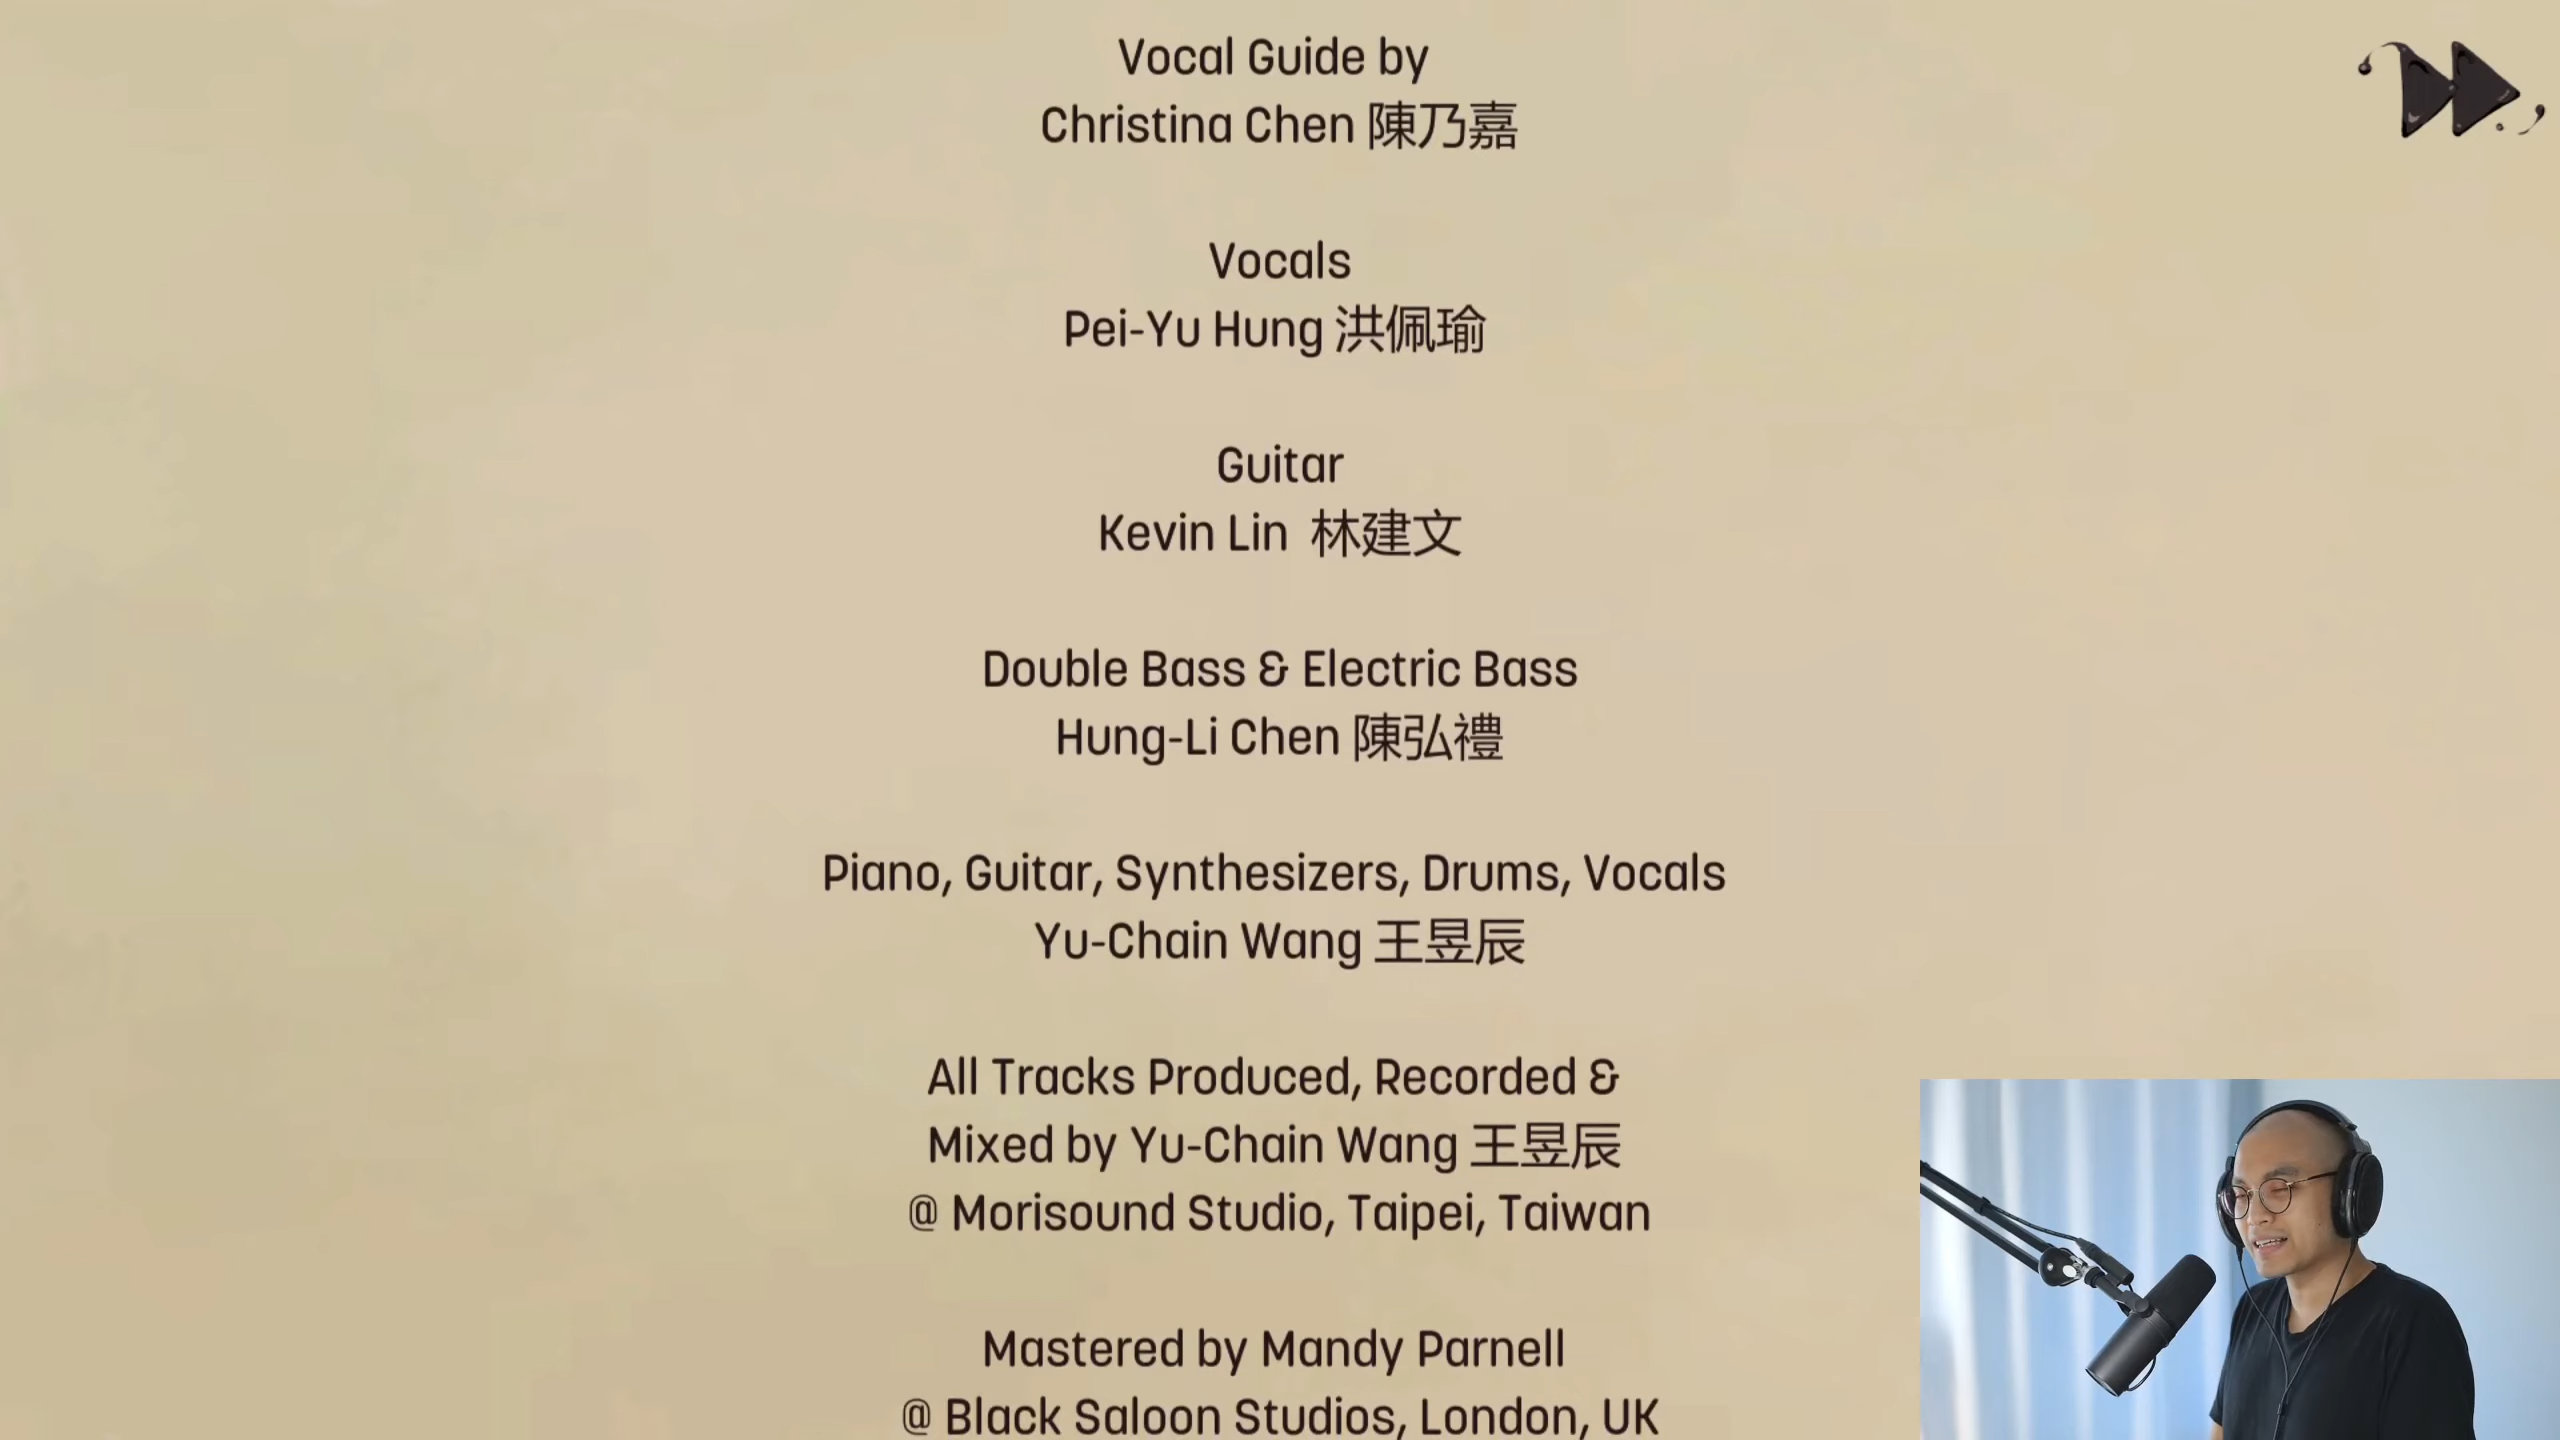 Vocal Guide by
Christina Chen 陳乃嘉
Vocals
Pei-Yu Hung 洪佩瑜
Guitar
Kevin Lin 林建文
Double Bass & Electric Bass
Hung-Li Chen 陳弘禮
Piano, Guitar, Synthesizers, Drums, Vocals
Yu-Chain Wang 王昱辰
All Tracks Produced, Recorded &
Mixed by Yu-Chain Wang 王昱辰
@ Morisound Studio, Taipei, Taiwan
Mastered by Mandy Parnell
@ Black Saloon Studios, London, UK